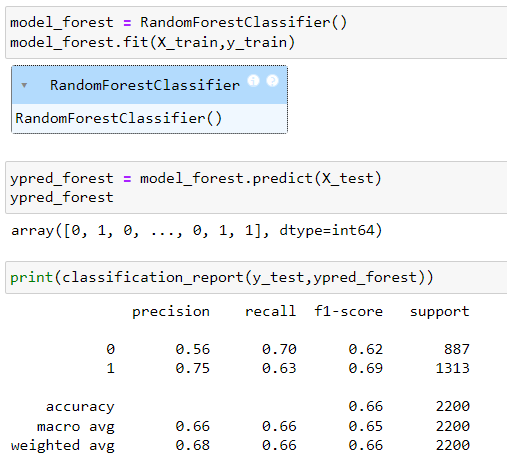 model_forest = RandomForestClassifier()
model_forest.fit(X_train,y_train)
▾ RandomForestClassifier i ?
RandomForestClassifier()
ypred_forest = model_forest.predict(X_test)
ypred_forest
array([0, 1, 0, ..., 0, 1, 1], dtype=int64)
print(classification_report(y_test,ypred_forest))
precision recall f1-score support
0 0.56 0.70 0.62 887
1 0.75 0.63 0.69 1313
accuracy 0.66 2200
macro avg 0.66 0.66 0.65 2200
weighted avg 0.68 0.66 0.66 2200